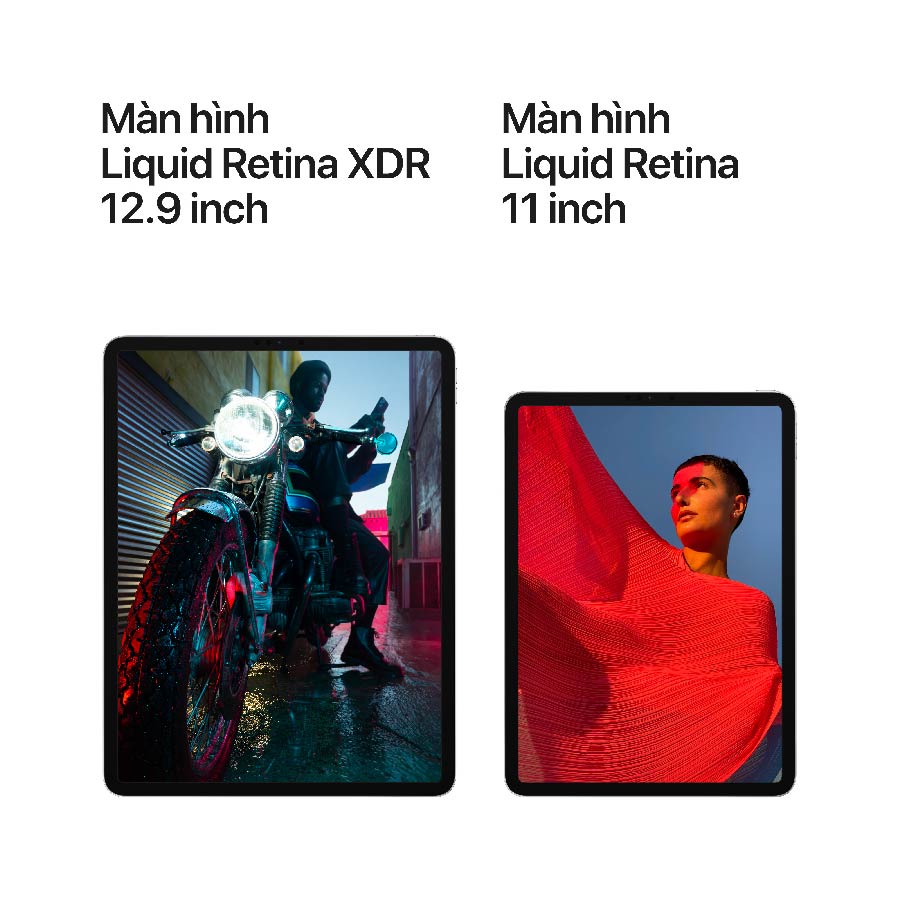 Màn hình
Liquid Retina XDR
12.9 inch
Màn hình
Liquid Retina
11 inch